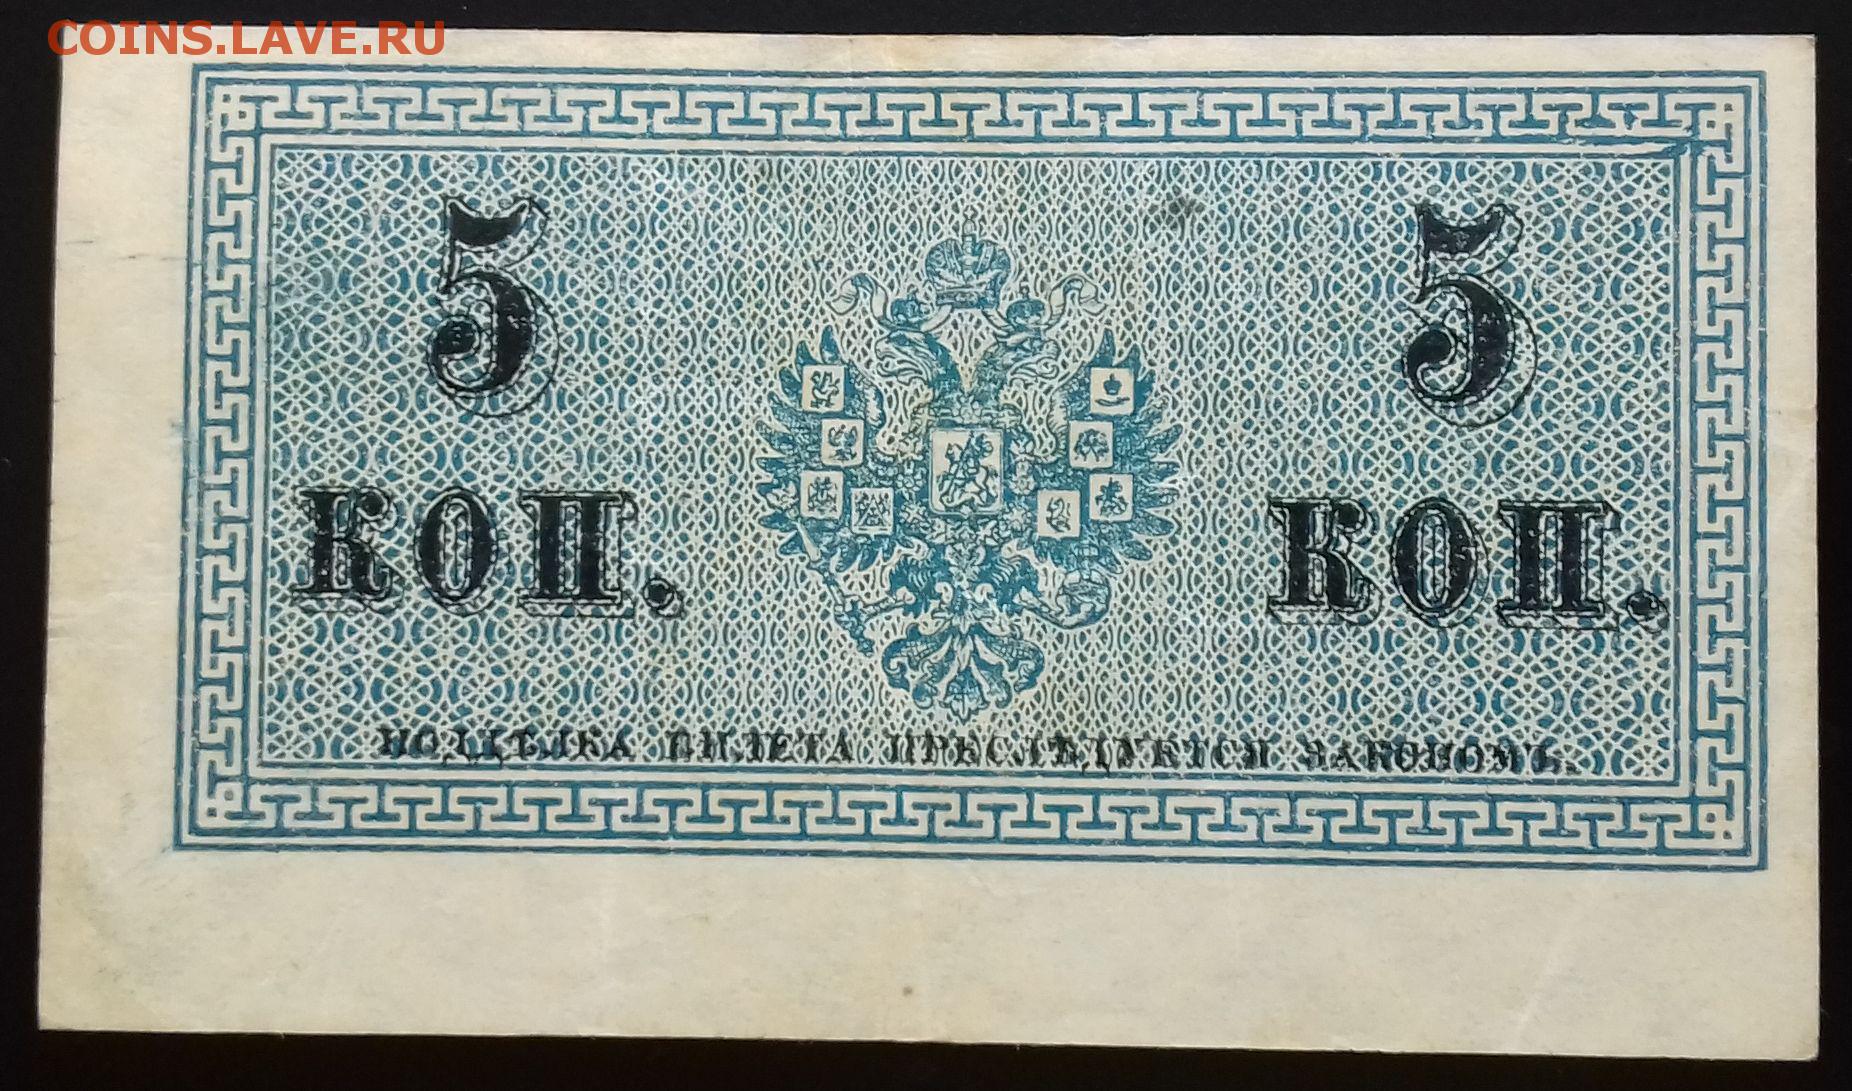 COINS.LAVE.RU
5 5
КОП. КОП.
ПОДДѢЛКА БИЛЕТА ПРЕСЛѢДУЕТСЯ ЗАКОНОМЪ.